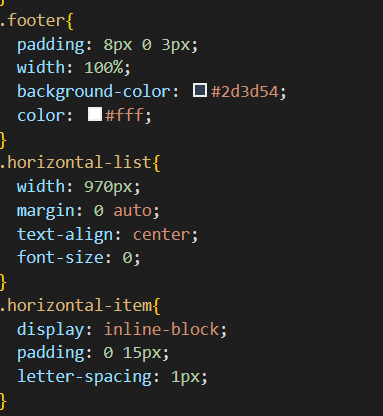 }
.footer{
padding: 8px 0 3px;
width: 100%;
background-color: #2d3d54;
color: #fff;
}
.horizontal-list{
width: 970px;
margin: 0 auto;
text-align: center;
font-size: 0;
}
.horizontal-item{
display: inline-block;
padding: 0 15px;
letter-spacing: 1px;
}